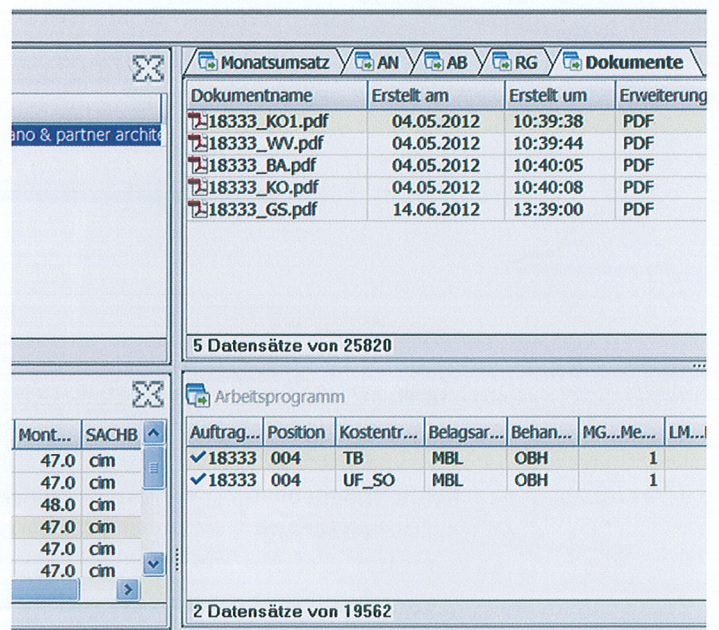 Monatsumsatz AN AB RG Dokumente
Dokumentname Erstellt am Erstellt um Erweiterung
ano & partner archite
18333_KO1.pdf 04.05.2012 10:39:38 PDF
18333_WV.pdf 04.05.2012 10:39:44 PDF
18333_BA.pdf 04.05.2012 10:40:05 PDF
18333_KO.pdf 04.05.2012 10:40:08 PDF
18333_GS.pdf 14.06.2012 13:39:00 PDF
5 Datensätze von 25820
Arbeitsprogramm
Mont... SACHB
47.0 cim
47.0 cim
48.0 cim
47.0 cim
47.0 cim
47.0 cim
Auftrag... Position Kostentr... Belagsar... Behan... MG...Me... LM...
18333 004 TB MBL OBH 1
18333 004 UF_SO MBL OBH 1
2 Datensätze von 19562